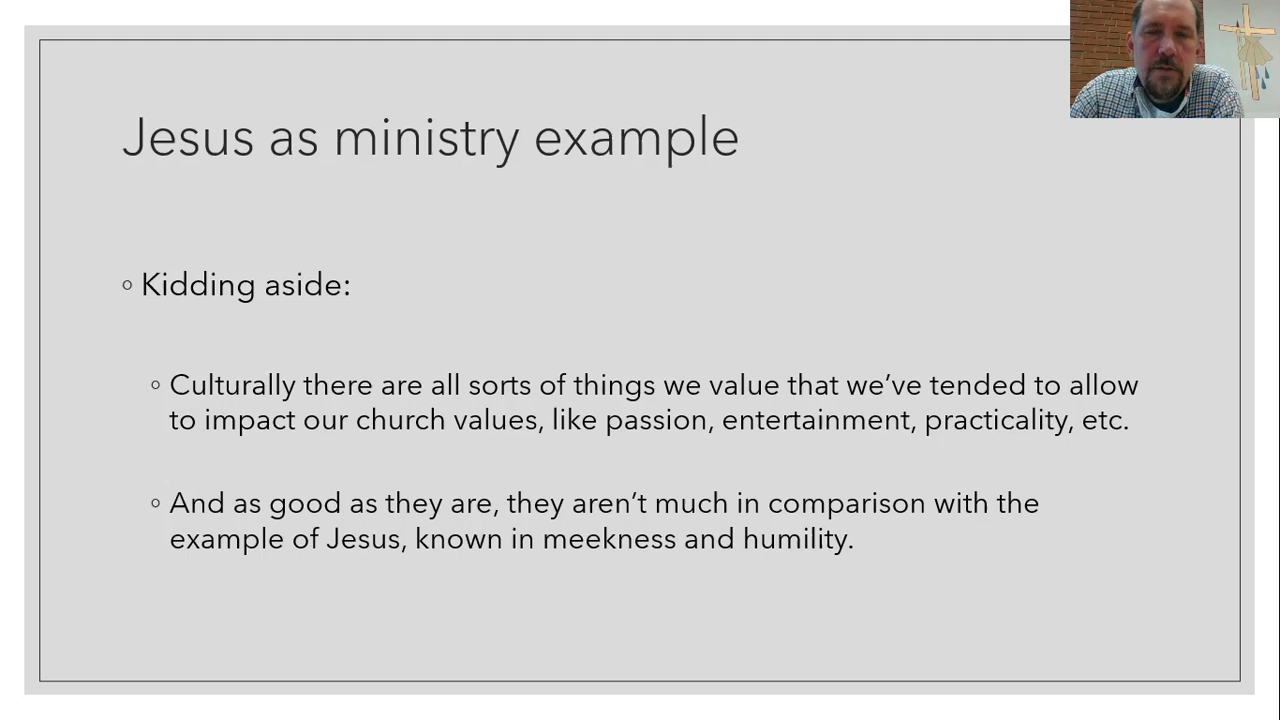 Jesus as ministry example
◦ Kidding aside:
◦ Culturally there are all sorts of things we value that we’ve tended to allow
to impact our church values, like passion, entertainment, practicality, etc.
◦ And as good as they are, they aren’t much in comparison with the
example of Jesus, known in meekness and humility.